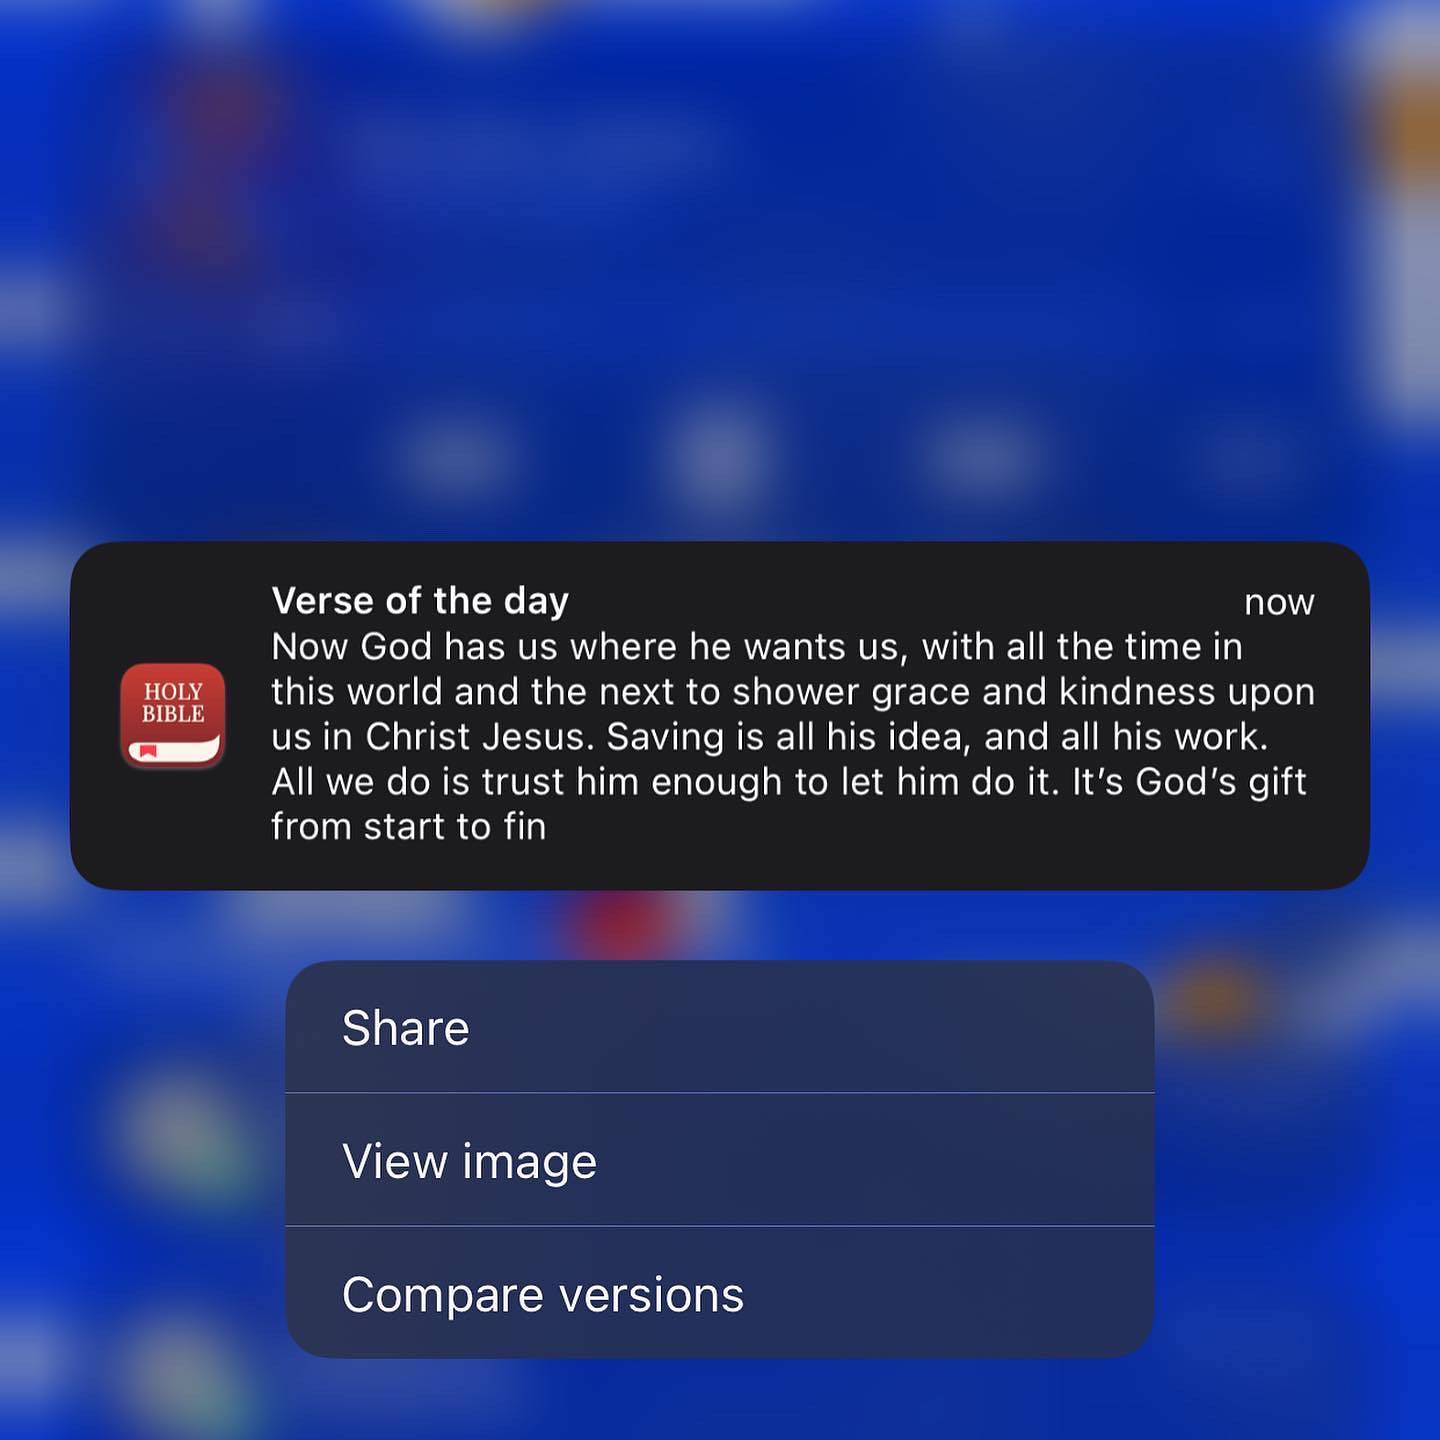 Verse of the day
now
Now God has us where he wants us, with all the time in
this world and the next to shower grace and kindness upon
us in Christ Jesus. Saving is all his idea, and all his work.
All we do is trust him enough to let him do it. It’s God’s gift
from start to fin
HOLY
BIBLE
Share
View image
Compare versions